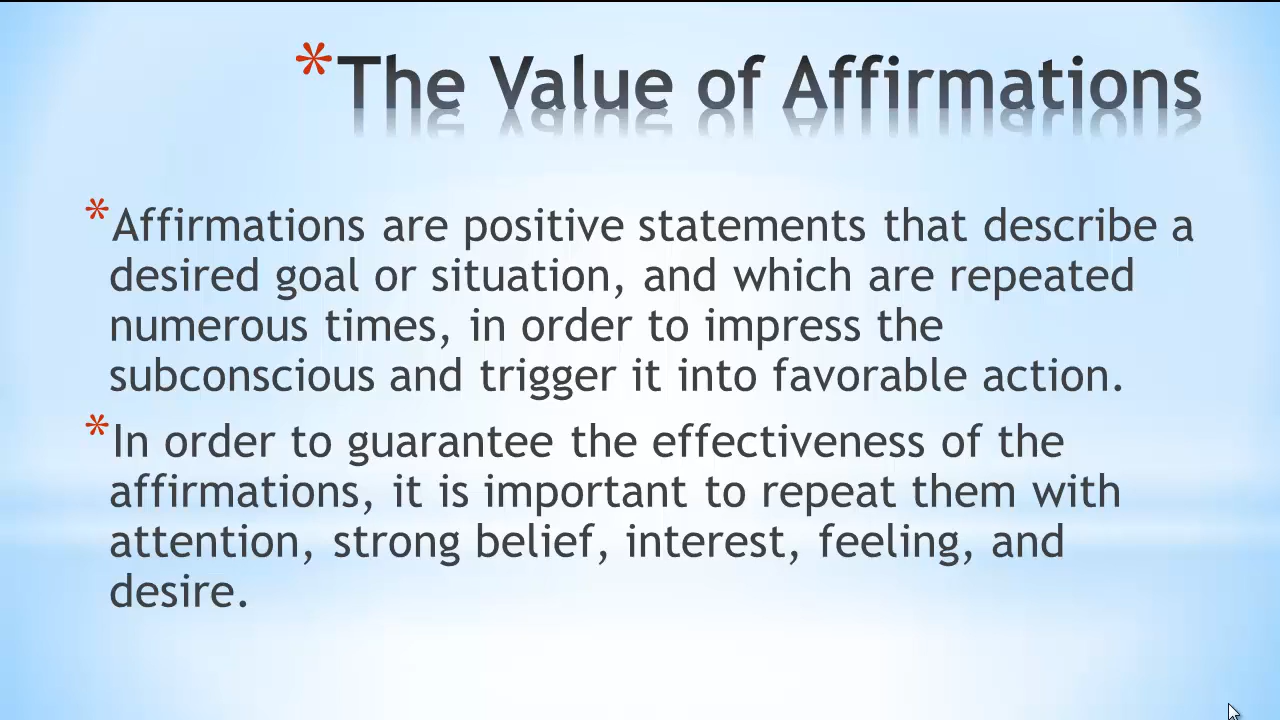 *The Value of Affirmations
*Affirmations are positive statements that describe a
desired goal or situation, and which are repeated
numerous times, in order to impress the
subconscious and trigger it into favorable action.
*In order to guarantee the effectiveness of the
affirmations, it is important to repeat them with
attention, strong belief, interest, feeling, and
desire.